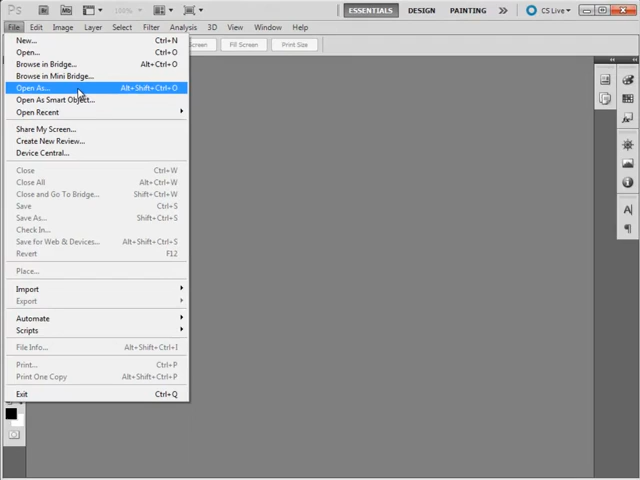 Ps Br Mb 100% ESSENTIALS DESIGN PAINTING CS Live
File Edit Image Layer Select Filter Analysis 3D View Window Help
Screen Fill Screen Print Size
New... Ctrl+N
Open... Ctrl+O
Browse in Bridge... Alt+Ctrl+O
Browse in Mini Bridge...
Open As... Alt+Shift+Ctrl+O
Open As Smart Object...
Open Recent
Share My Screen...
Create New Review...
Device Central...
Close Ctrl+W
Close All Alt+Ctrl+W
Close and Go To Bridge... Shift+Ctrl+W
Save Ctrl+S
Save As... Shift+Ctrl+S
Check In...
Save for Web & Devices... Alt+Shift+Ctrl+S
Revert F12
Place...
Import
Export
Automate
Scripts
File Info... Alt+Shift+Ctrl+I
Print... Ctrl+P
Print One Copy Alt+Shift+Ctrl+P
Exit Ctrl+Q